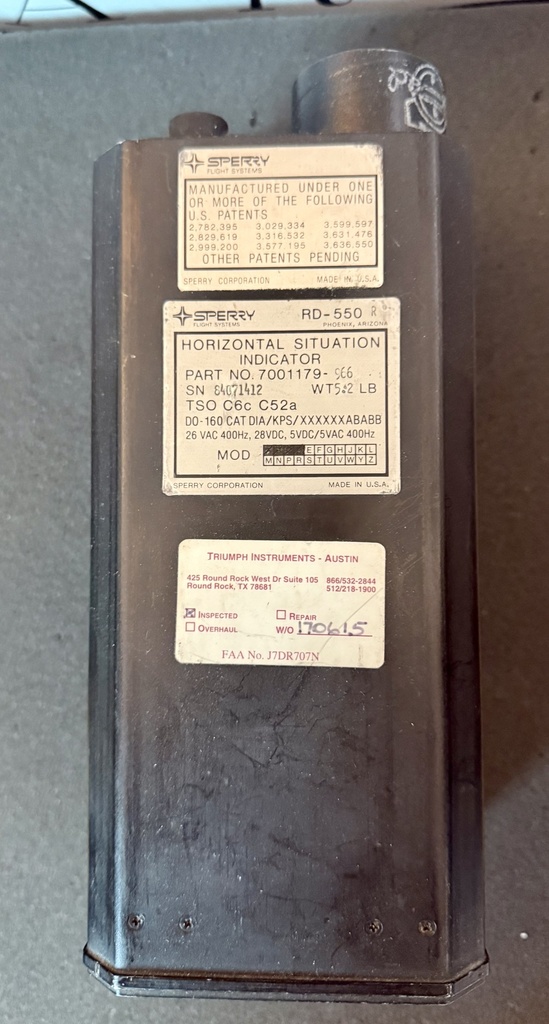 SPERRY
FLIGHT SYSTEMS
MANUFACTURED UNDER ONE
OR MORE OF THE FOLLOWING
U.S. PATENTS
2,782,395 3,029,334 3,599,597
2,829,619 3,316,532 3,631,476
2,999,200 3,577,195 3,636,550
OTHER PATENTS PENDING
SPERRY CORPORATION MADE IN U.S.A.
SPERRY RD-550 R
FLIGHT SYSTEMS PHOENIX, ARIZONA
HORIZONTAL SITUATION
INDICATOR
PART NO. 7001179-
SN 84071412 WT5.2 LB
TSO C6c C52a
DO-160 CAT DIA/KPS/XXXXXXABABB
26 VAC 400Hz, 28VDC, 5VDC/5VAC 400Hz
MOD E F G H J K L
M N P R S T U V W Y Z
SPERRY CORPORATION MADE IN U.S.A.
TRIUMPH INSTRUMENTS - AUSTIN
425 Round Rock West Dr Suite 105 866/532-2844
Round Rock, TX 78681 512/218-1900
INSPECTED REPAIR
OVERHAUL W/O 170615
FAA No. J7DR707N